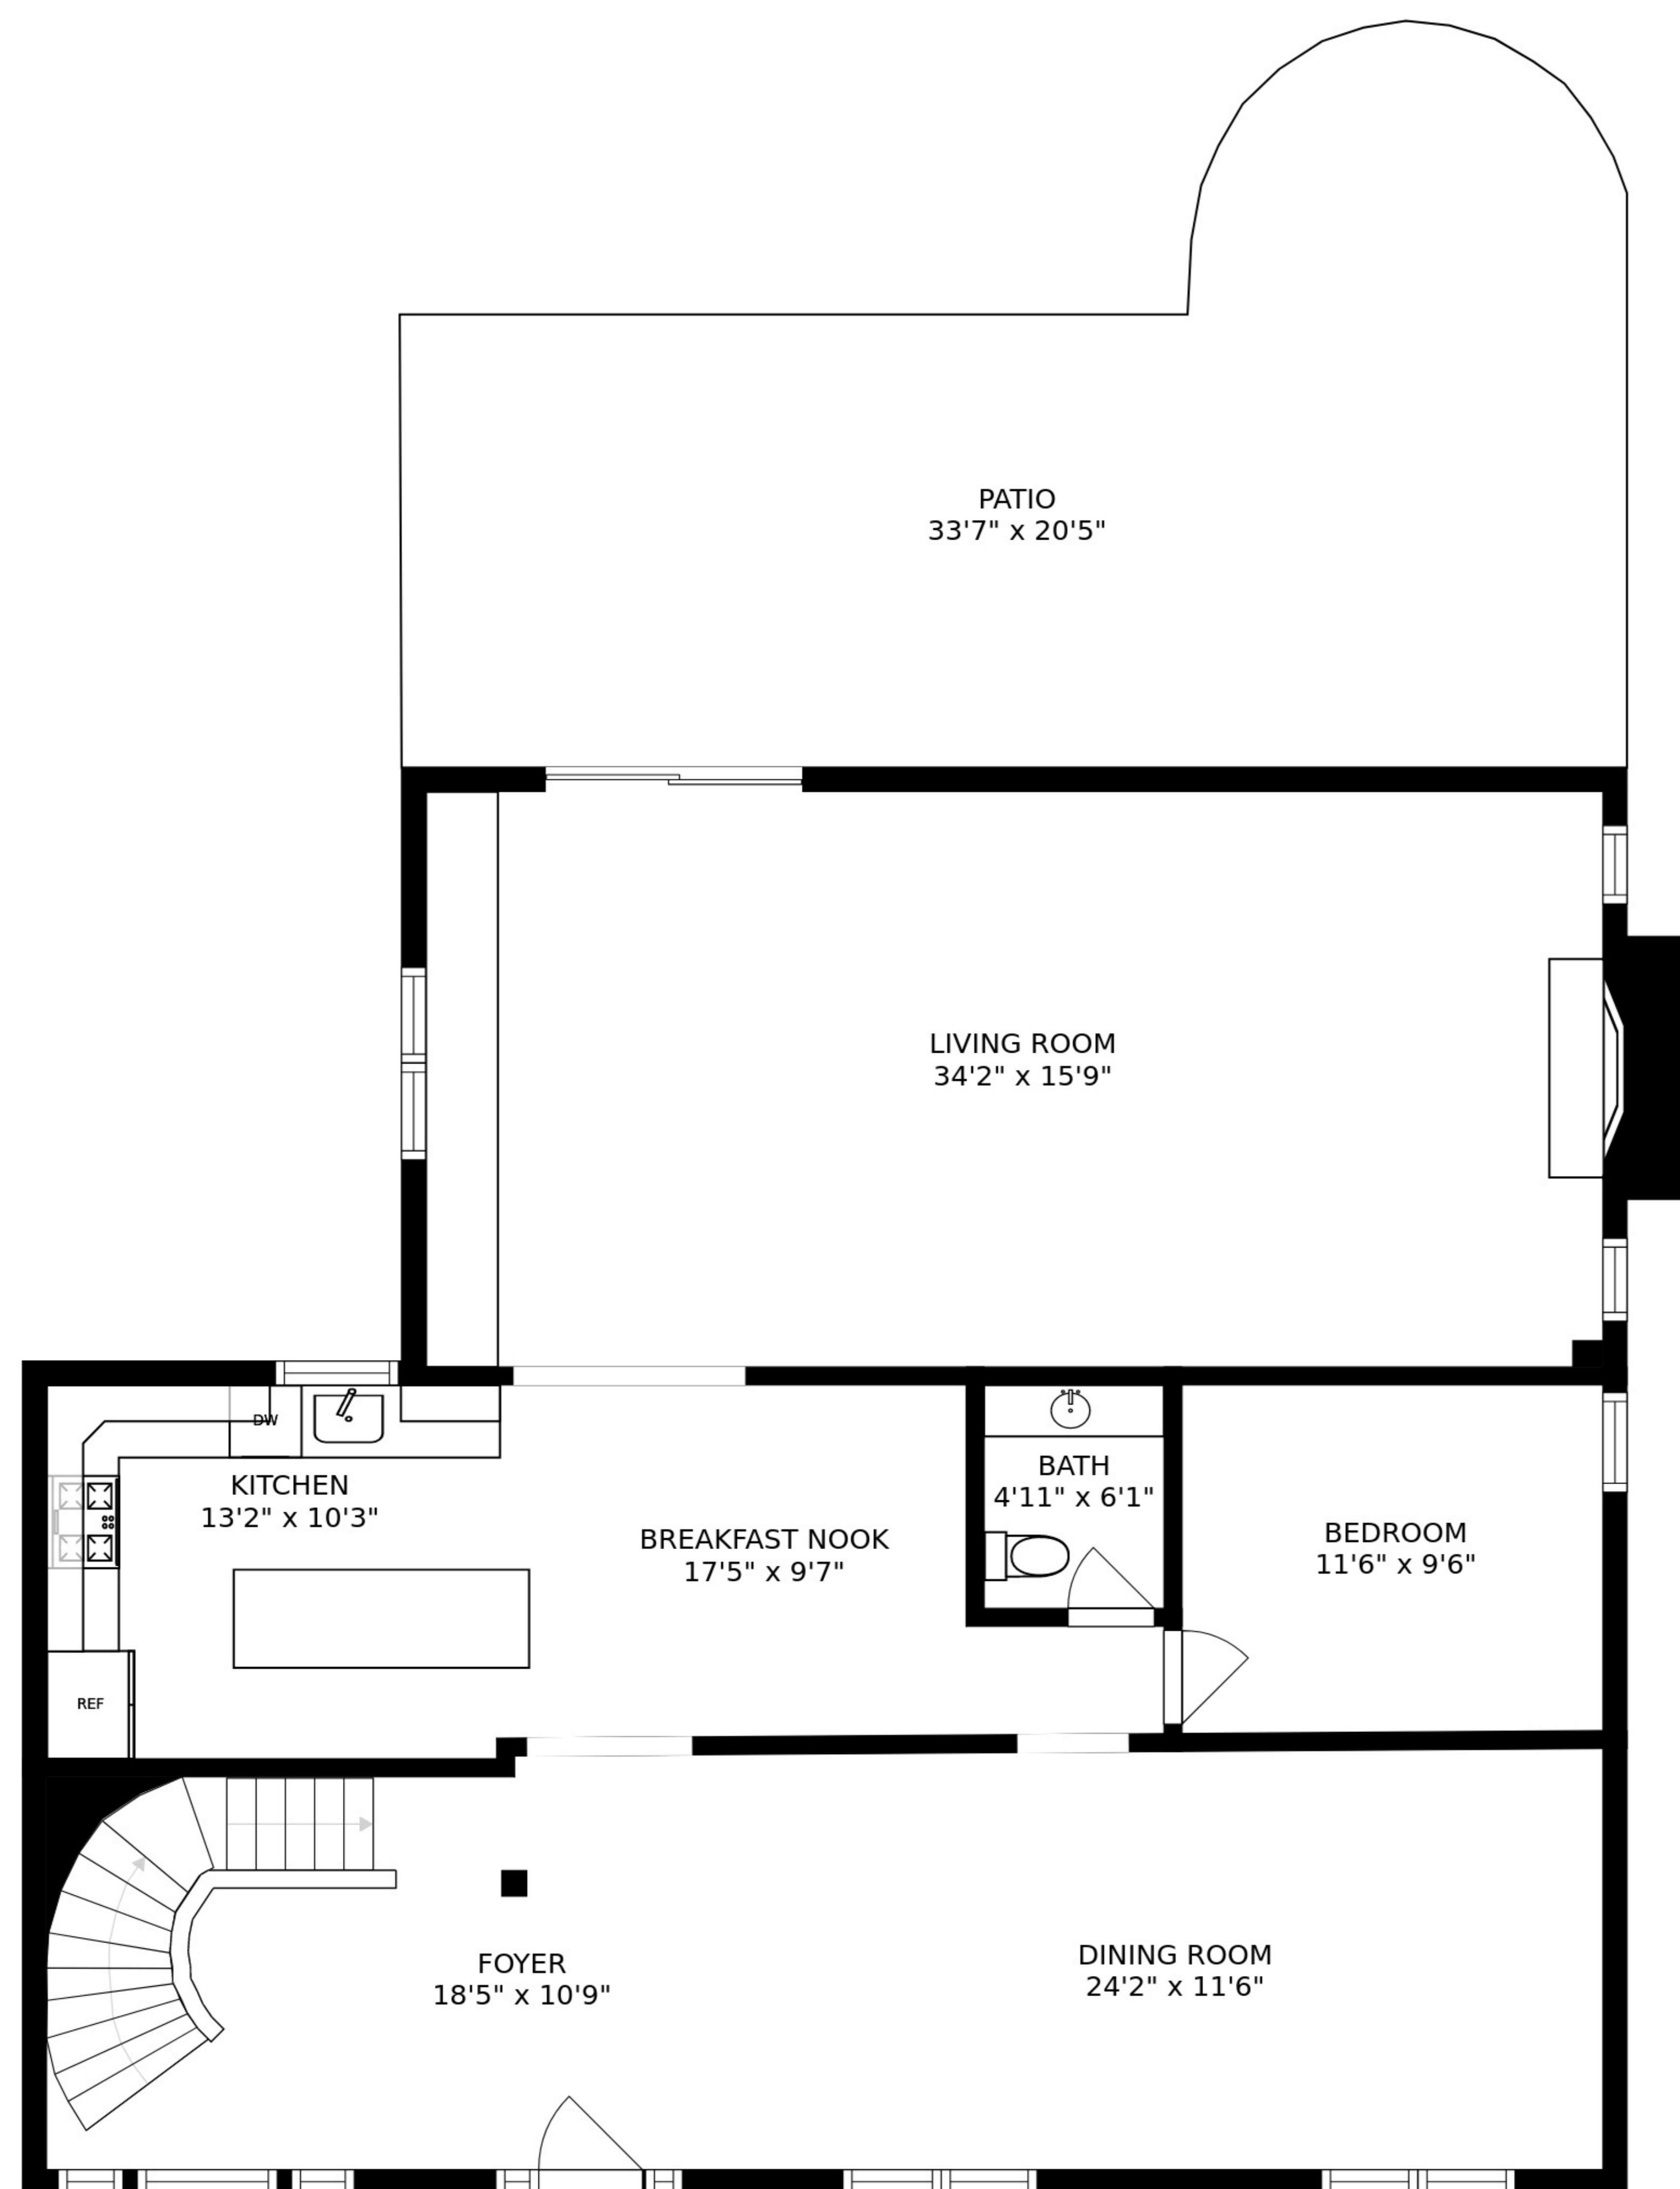 PATIO
33'7" x 20'5"
LIVING ROOM
34'2" x 15'9"
DW
KITCHEN
13'2" x 10'3"
BATH
4'11" x 6'1"
BREAKFAST NOOK
17'5" x 9'7"
BEDROOM
11'6" x 9'6"
REF
FOYER
18'5" x 10'9"
DINING ROOM
24'2" x 11'6"